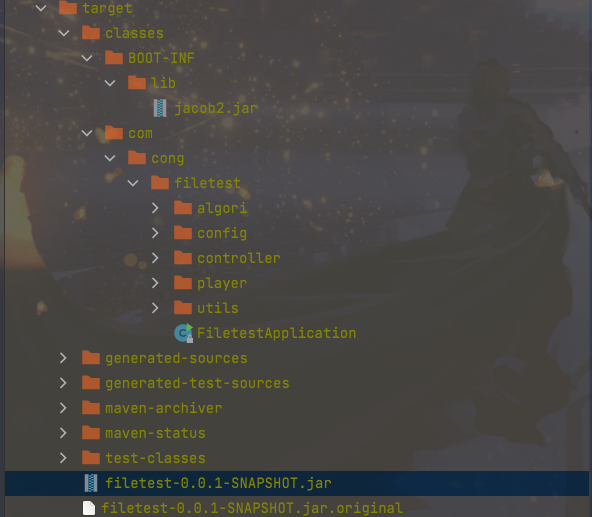 target
classes
BOOT-INF
lib
jacob2.jar
com
cong
filetest
algori
config
controller
player
utils
FiletestApplication
generated-sources
generated-test-sources
maven-archiver
maven-status
test-classes
filetest-0.0.1-SNAPSHOT.jar
filetest-0.0.1-SNAPSHOT.jar.original